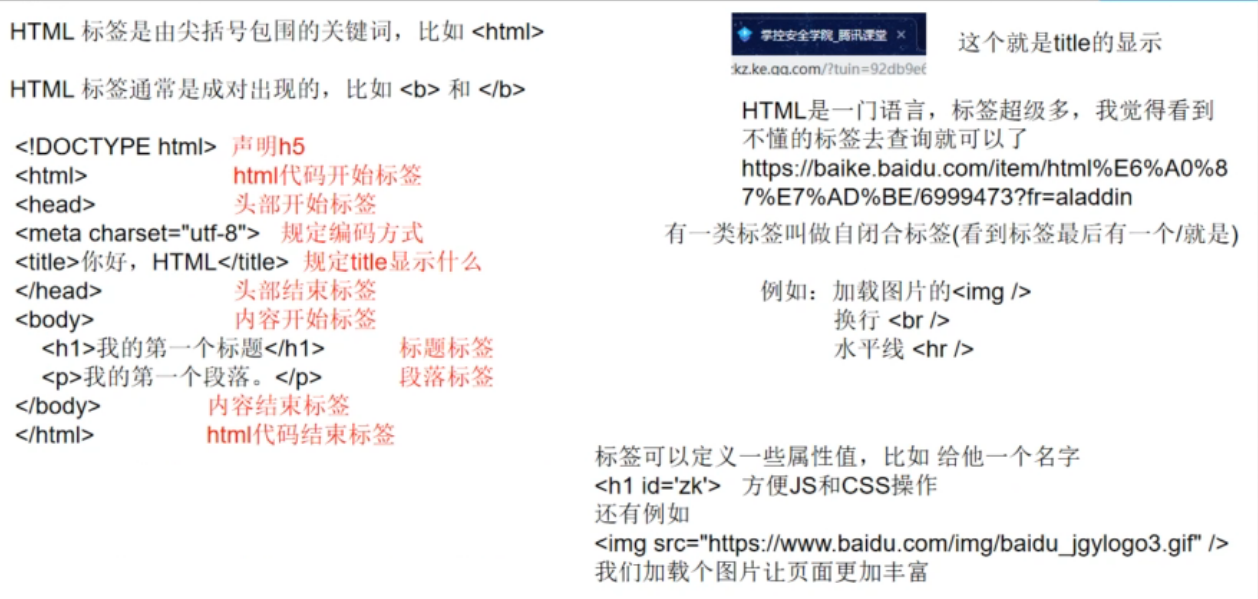 HTML 标签是由尖括号包围的关键词，比如 <html>
HTML 标签通常是成对出现的，比如 <b> 和 </b>
<!DOCTYPE html> 声明h5
<html> html代码开始标签
<head> 头部开始标签
<meta charset="utf-8"> 规定编码方式
<title>你好，HTML</title> 规定title显示什么
</head> 头部结束标签
<body> 内容开始标签
<h1>我的第一个标题</h1> 标题标签
<p>我的第一个段落。</p> 段落标签
</body> 内容结束标签
</html> html代码结束标签
掌控安全学院_腾讯课堂 ×
kz.ke.qq.com/?tuin=92db9e6
这个就是title的显示
HTML是一门语言，标签超级多，我觉得看到
不懂的标签去查询就可以了
https://baike.baidu.com/item/html%E6%A0%8
7%E7%AD%BE/6999473?fr=aladdin
有一类标签叫做自闭合标签(看到标签最后有一个/就是)
例如：加载图片的<img />
换行 <br />
水平线 <hr />
标签可以定义一些属性值，比如 给他一个名字
<h1 id='zk'> 方便JS和CSS操作
还有例如
<img src="https://www.baidu.com/img/baidu_jgylogo3.gif" />
我们加载个图片让页面更加丰富